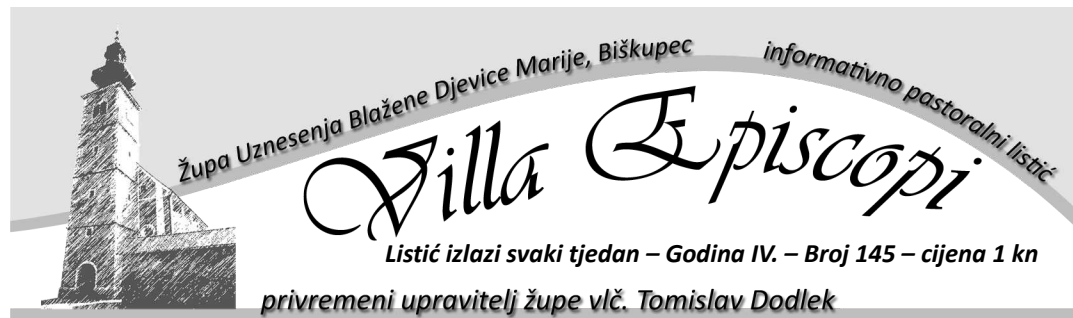 Župa Uznesenja Blažene Djevice Marije, Biškupec
informativno pastoralni listić
Villa Episcopi
Listić izlazi svaki tjedan – Godina IV. – Broj 145 – cijena 1 kn
privremeni upravitelj župe vlč. Tomislav Dodlek